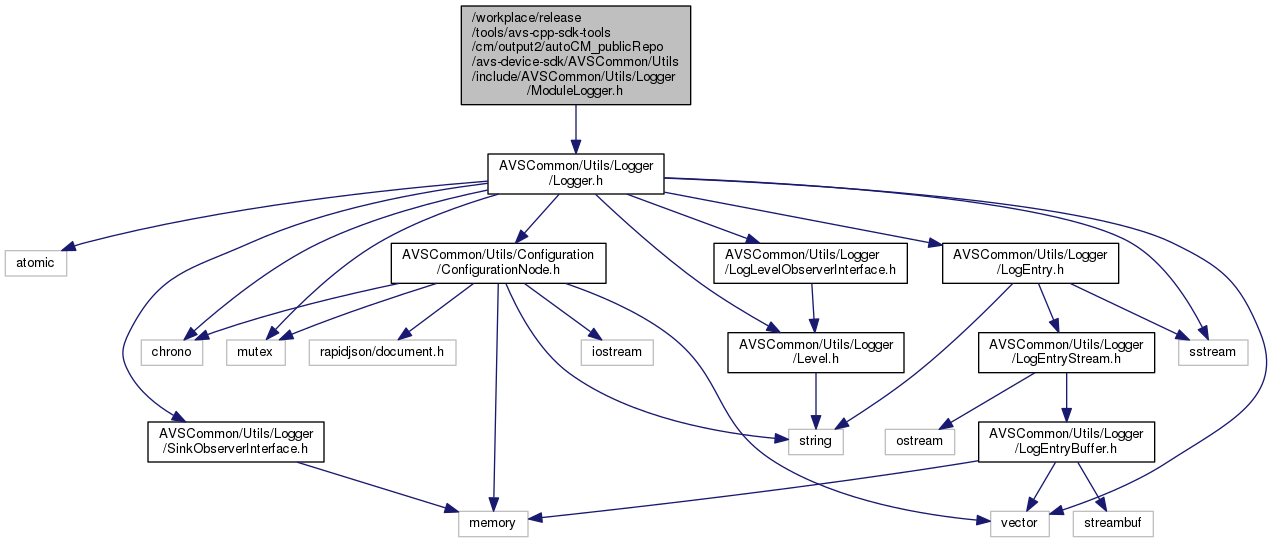 /workplace/release
/tools/avs-cpp-sdk-tools
/cm/output2/autoCM_publicRepo
/avs-device-sdk/AVSCommon/Utils
/include/AVSCommon/Utils/Logger
/ModuleLogger.h
AVSCommon/Utils/Logger
/Logger.h
atomic
AVSCommon/Utils/Configuration
/ConfigurationNode.h
AVSCommon/Utils/Logger
/LogLevelObserverInterface.h
AVSCommon/Utils/Logger
/LogEntry.h
chrono
mutex
rapidjson/document.h
iostream
AVSCommon/Utils/Logger
/Level.h
AVSCommon/Utils/Logger
/LogEntryStream.h
sstream
AVSCommon/Utils/Logger
/SinkObserverInterface.h
string
ostream
AVSCommon/Utils/Logger
/LogEntryBuffer.h
memory
vector
streambuf